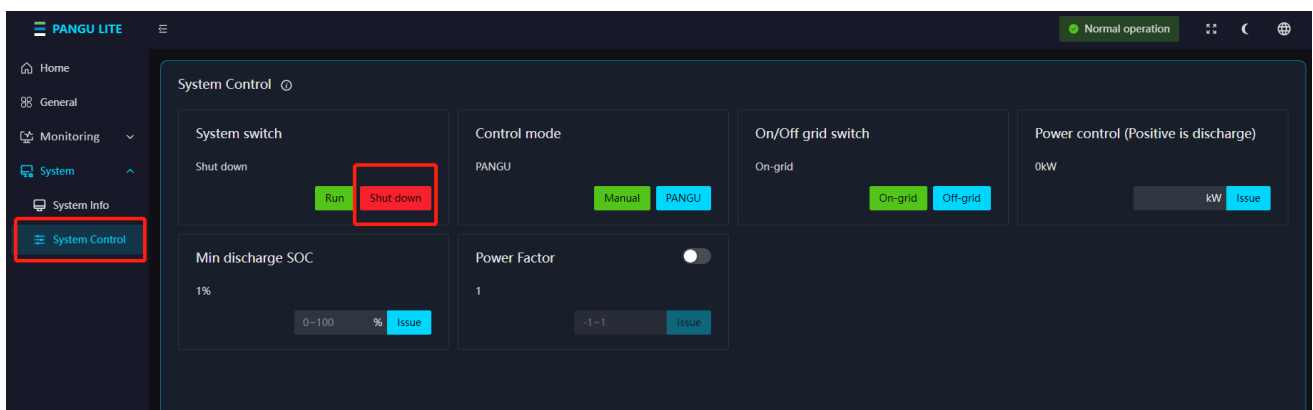 PANGU LITE
Normal operation
Home
General
Monitoring
System
System Info
System Control
System Control
System switch
Shut down
Run
Shut down
Control mode
PANGU
Manual
PANGU
On/Off grid switch
On-grid
On-grid
Off-grid
Power control (Positive is discharge)
0kW
kW
Issue
Min discharge SOC
1%
0~100
%
Issue
Power Factor
1
-1~1
Issue